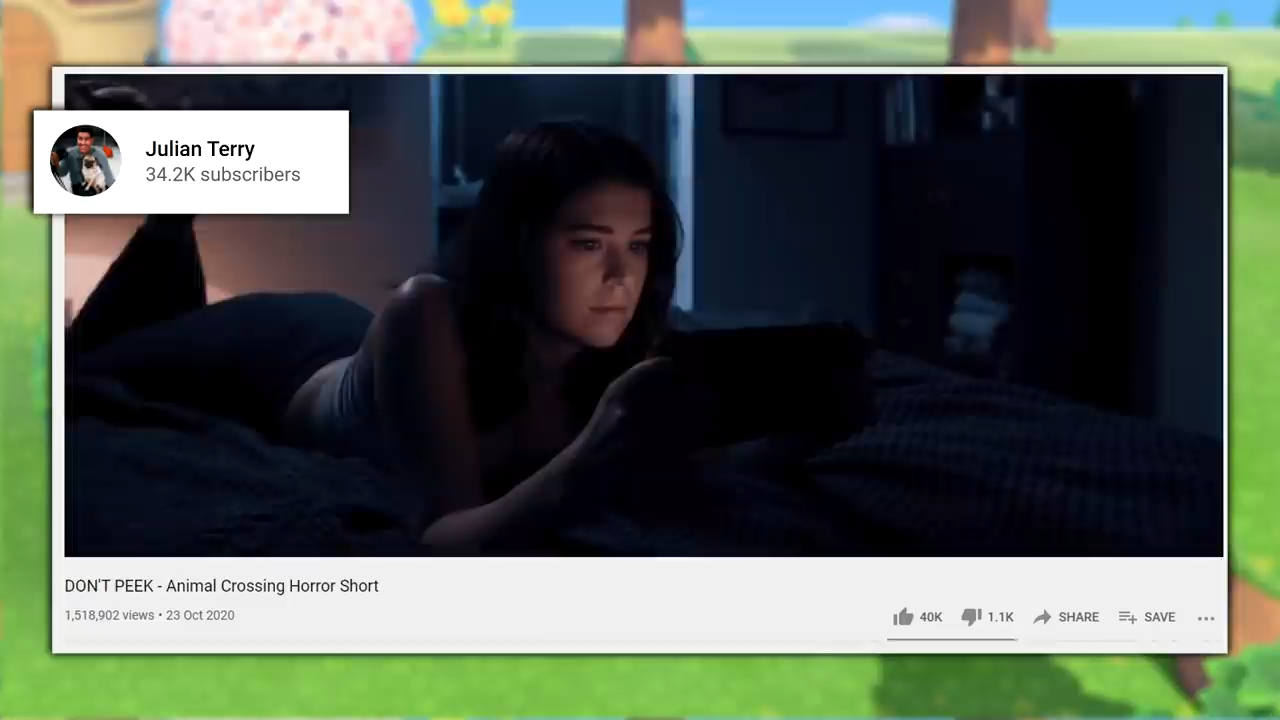 Julian Terry
34.2K subscribers
DON'T PEEK - Animal Crossing Horror Short
1,518,902 views • 23 Oct 2020
40K
1.1K
SHARE
SAVE